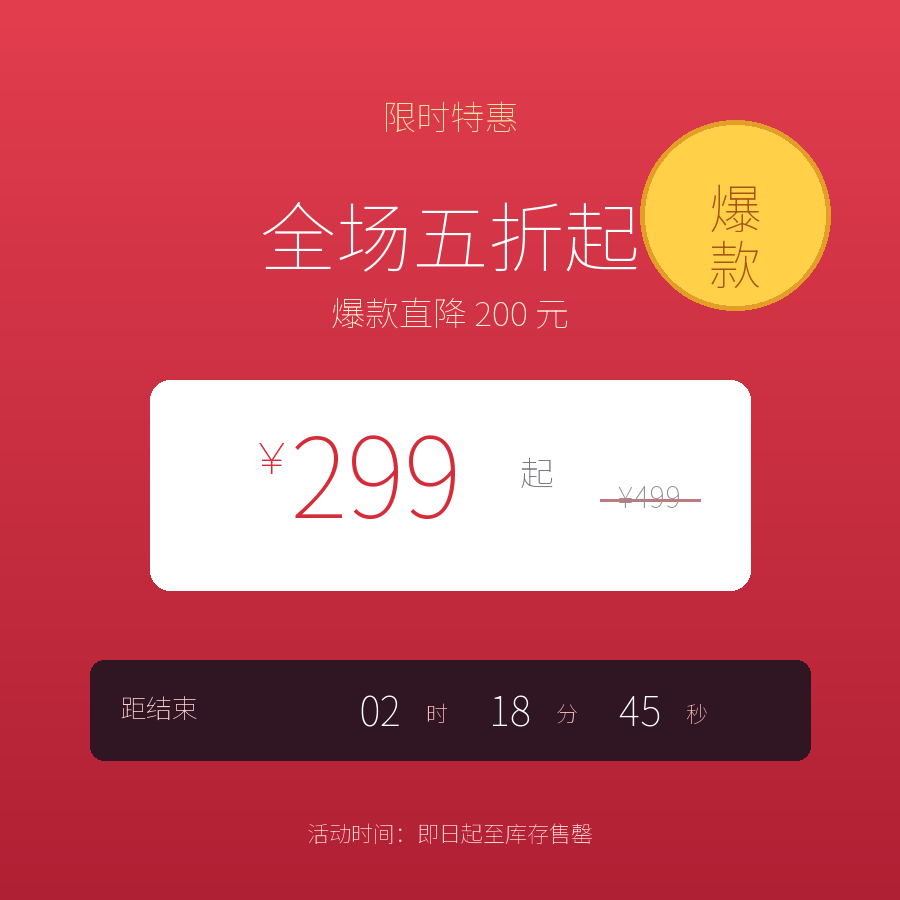 限时特惠
全场五折起
爆款
爆款直降 200 元
¥299 起 ¥499
距结束 02 时 18 分 45 秒
活动时间：即日起至库存售罄